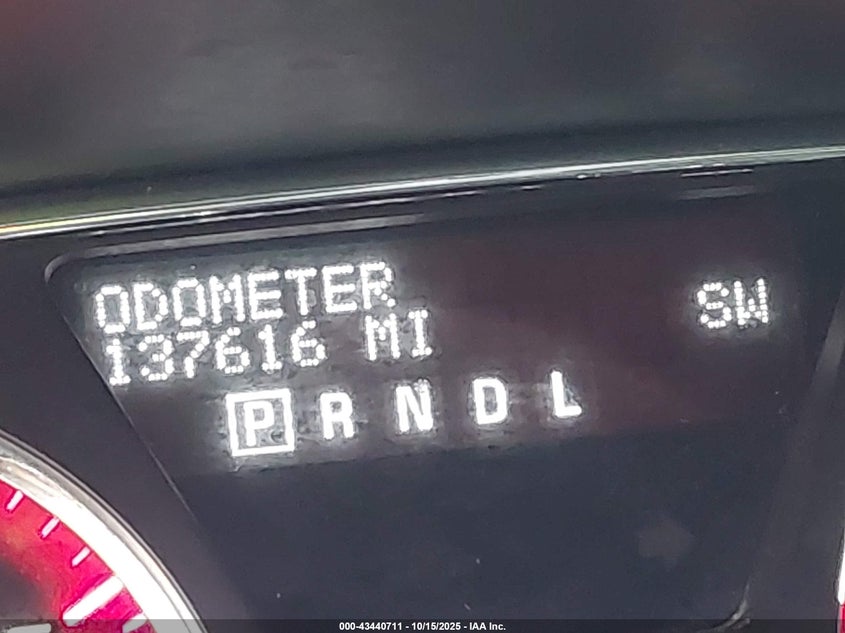 ODOMETER
137616 MI
SW
P R N D L
000-43440711 - 10/15/2025 - IAA Inc.